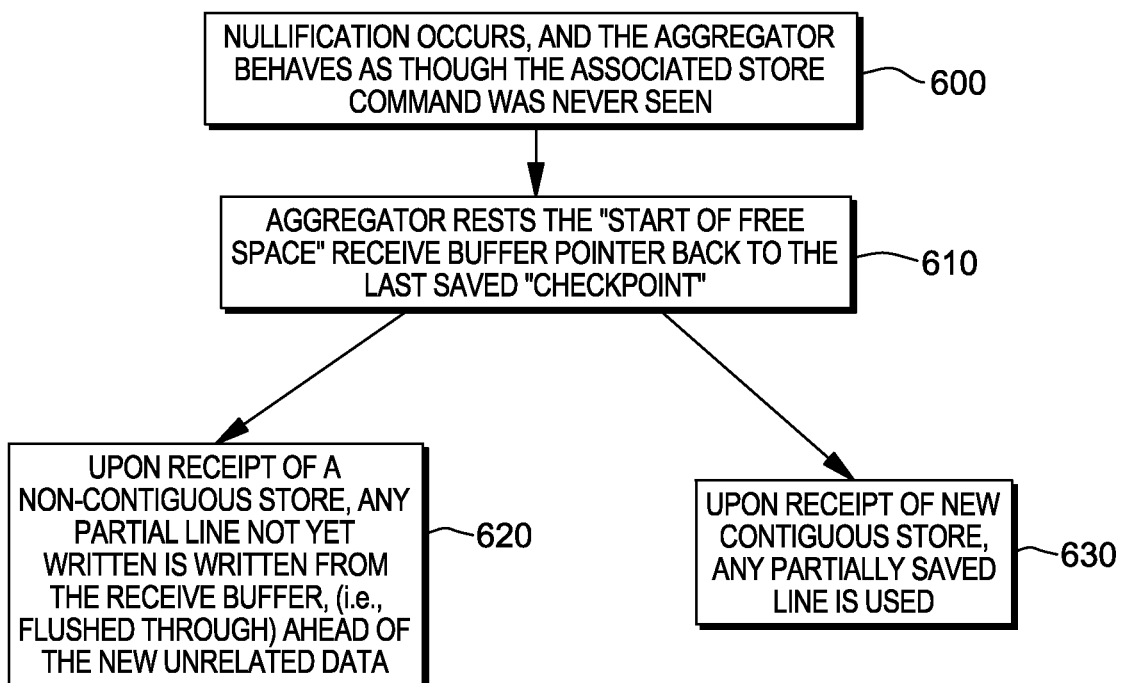 NULLIFICATION OCCURS, AND THE AGGREGATOR
BEHAVES AS THOUGH THE ASSOCIATED STORE
COMMAND WAS NEVER SEEN
600
AGGREGATOR RESTS THE "START OF FREE
SPACE" RECEIVE BUFFER POINTER BACK TO THE
LAST SAVED "CHECKPOINT"
610
UPON RECEIPT OF A
NON-CONTIGUOUS STORE, ANY
PARTIAL LINE NOT YET
WRITTEN IS WRITTEN FROM
THE RECEIVE BUFFER, (i.e.,
FLUSHED THROUGH) AHEAD OF
THE NEW UNRELATED DATA
620
UPON RECEIPT OF NEW
CONTIGUOUS STORE,
ANY PARTIALLY SAVED
LINE IS USED
630